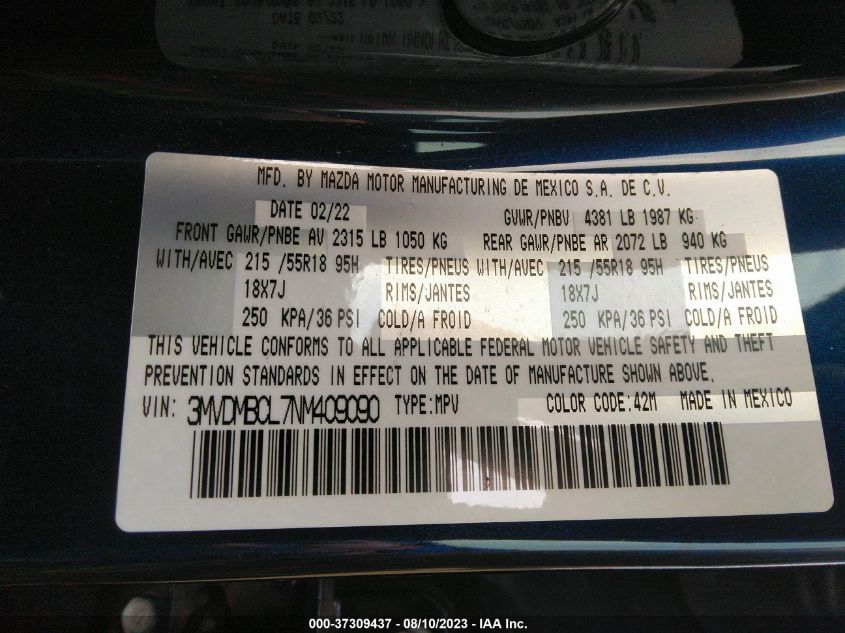 MFD. BY MAZDA MOTOR MANUFACTURING DE MEXICO S.A. DE C.V.
DATE 02/22 GVWR/PNBV 4381 LB 1987 KG
FRONT GAWR/PNBE AV 2315 LB 1050 KG REAR GAWR/PNBE AR 2072 LB 940 KG
WITH/AVEC 215 /55R18 95H TIRES/PNEUS WITH/AVEC 215 /55R18 95H TIRES/PNEUS
18X7J RIMS/JANTES 18X7J RIMS/JANTES
250 KPA/36 PSI COLD/A FROID 250 KPA/36 PSI COLD/A FROID
THIS VEHICLE CONFORMS TO ALL APPLICABLE FEDERAL MOTOR VEHICLE SAFETY AND THEFT
PREVENTION STANDARDS IN EFFECT ON THE DATE OF MANUFACTURE SHOWN ABOVE.
VIN: 3MVDMBCL7NM409090 TYPE:MPV COLOR CODE:42M MADE IN MEXICO
000-37309437 - 08/10/2023 - IAA Inc.